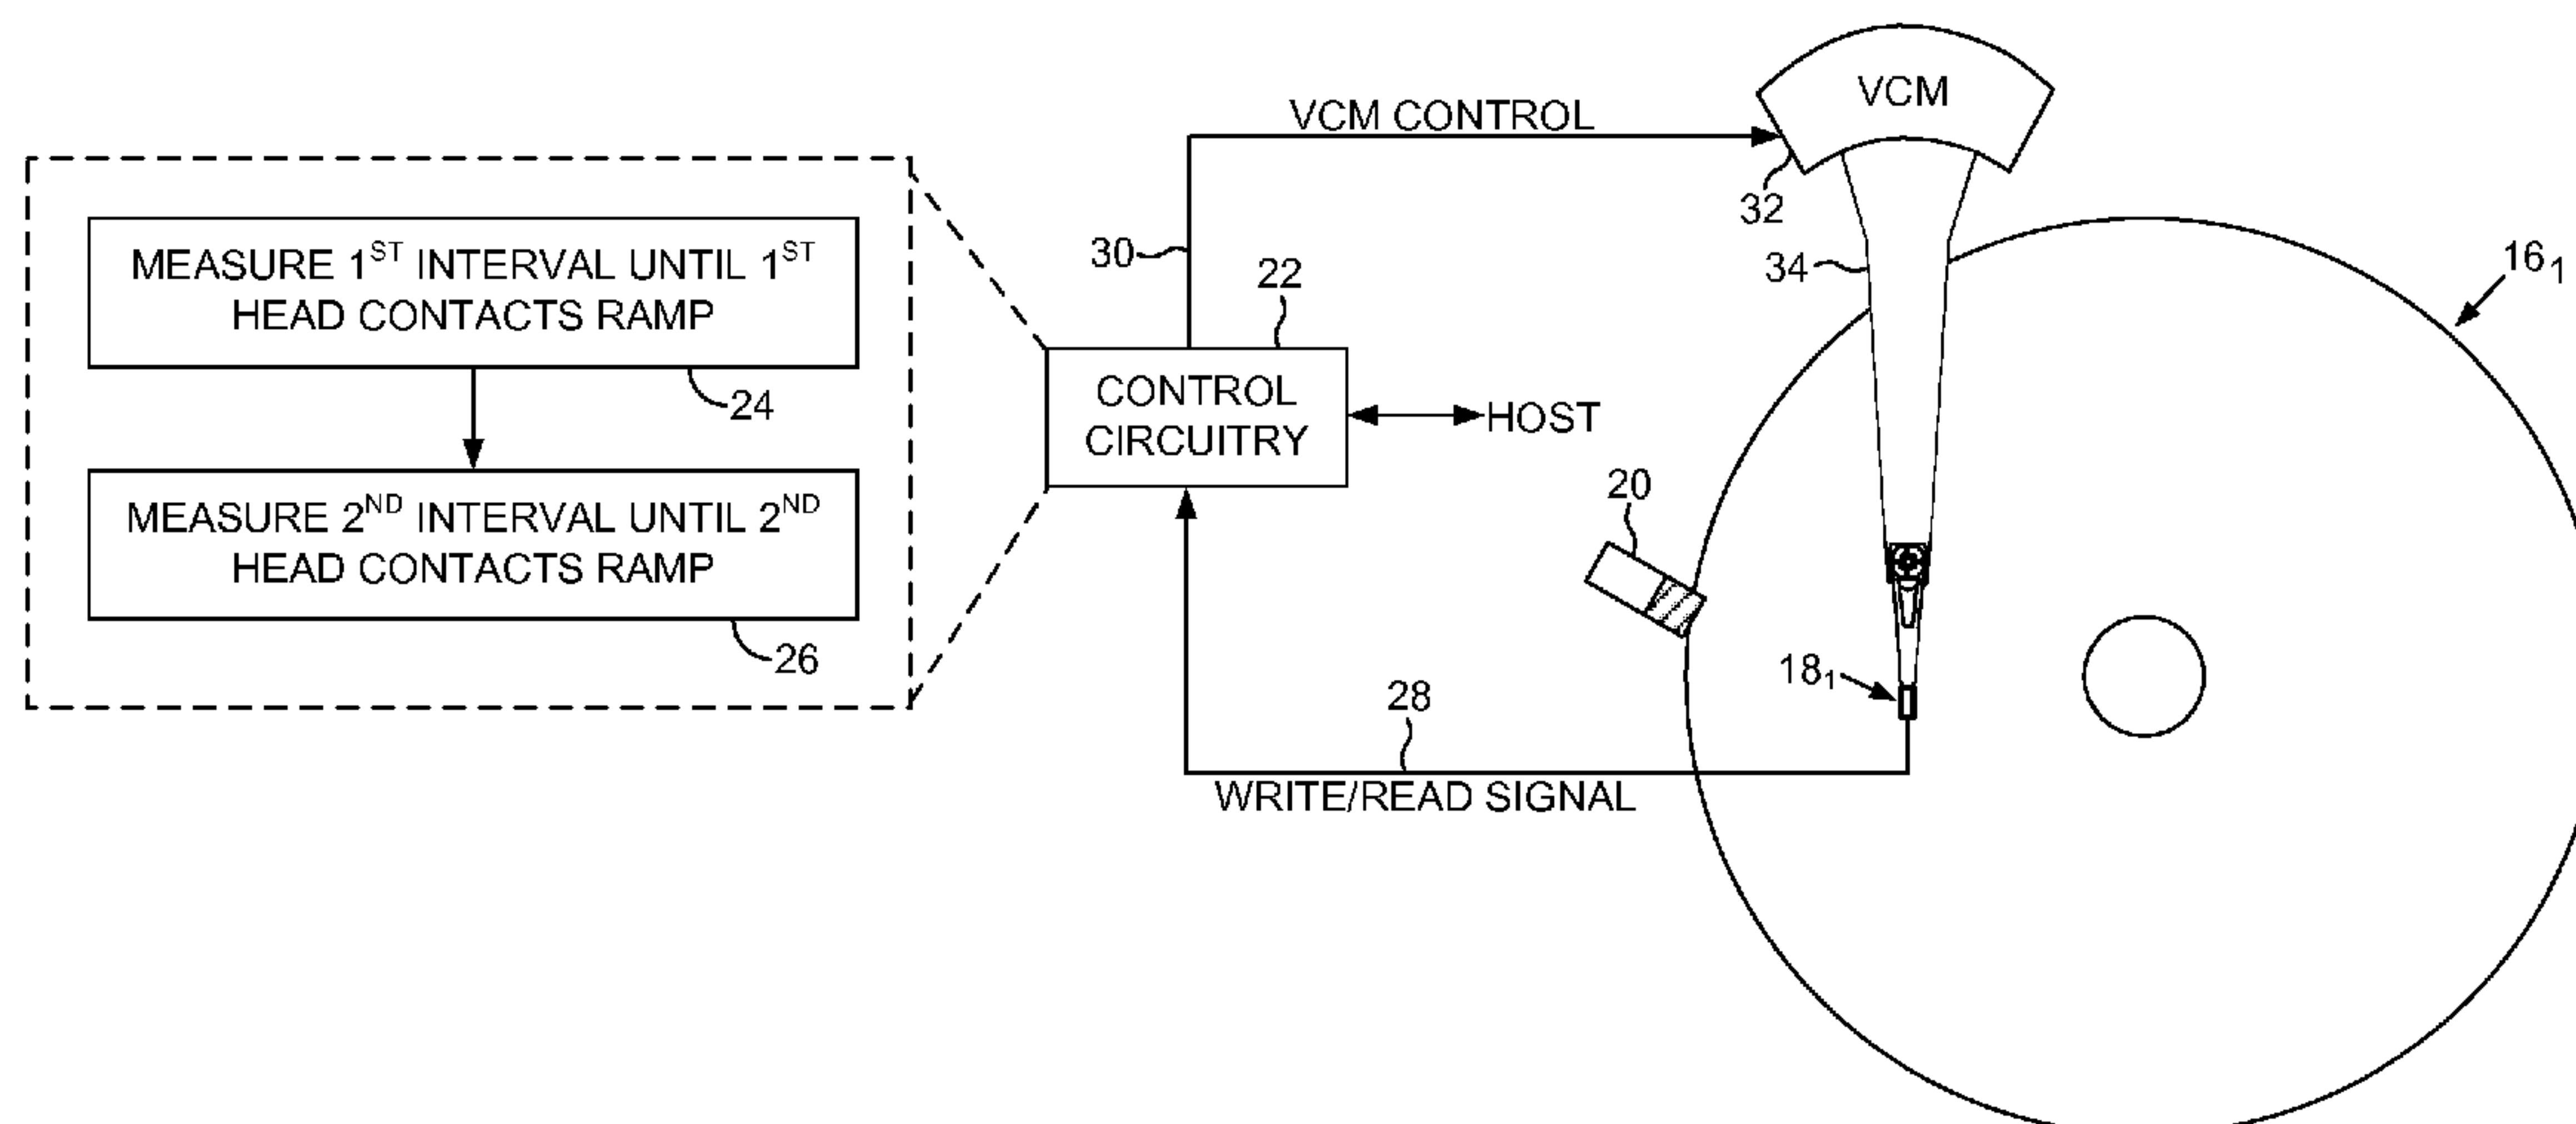 VCM
VCM CONTROL
32
16₁
MEASURE 1ST INTERVAL UNTIL 1ST
HEAD CONTACTS RAMP
24
30
22
34
CONTROL
CIRCUITRY
HOST
20
MEASURE 2ND INTERVAL UNTIL 2ND
HEAD CONTACTS RAMP
26
18₁
28
WRITE/READ SIGNAL